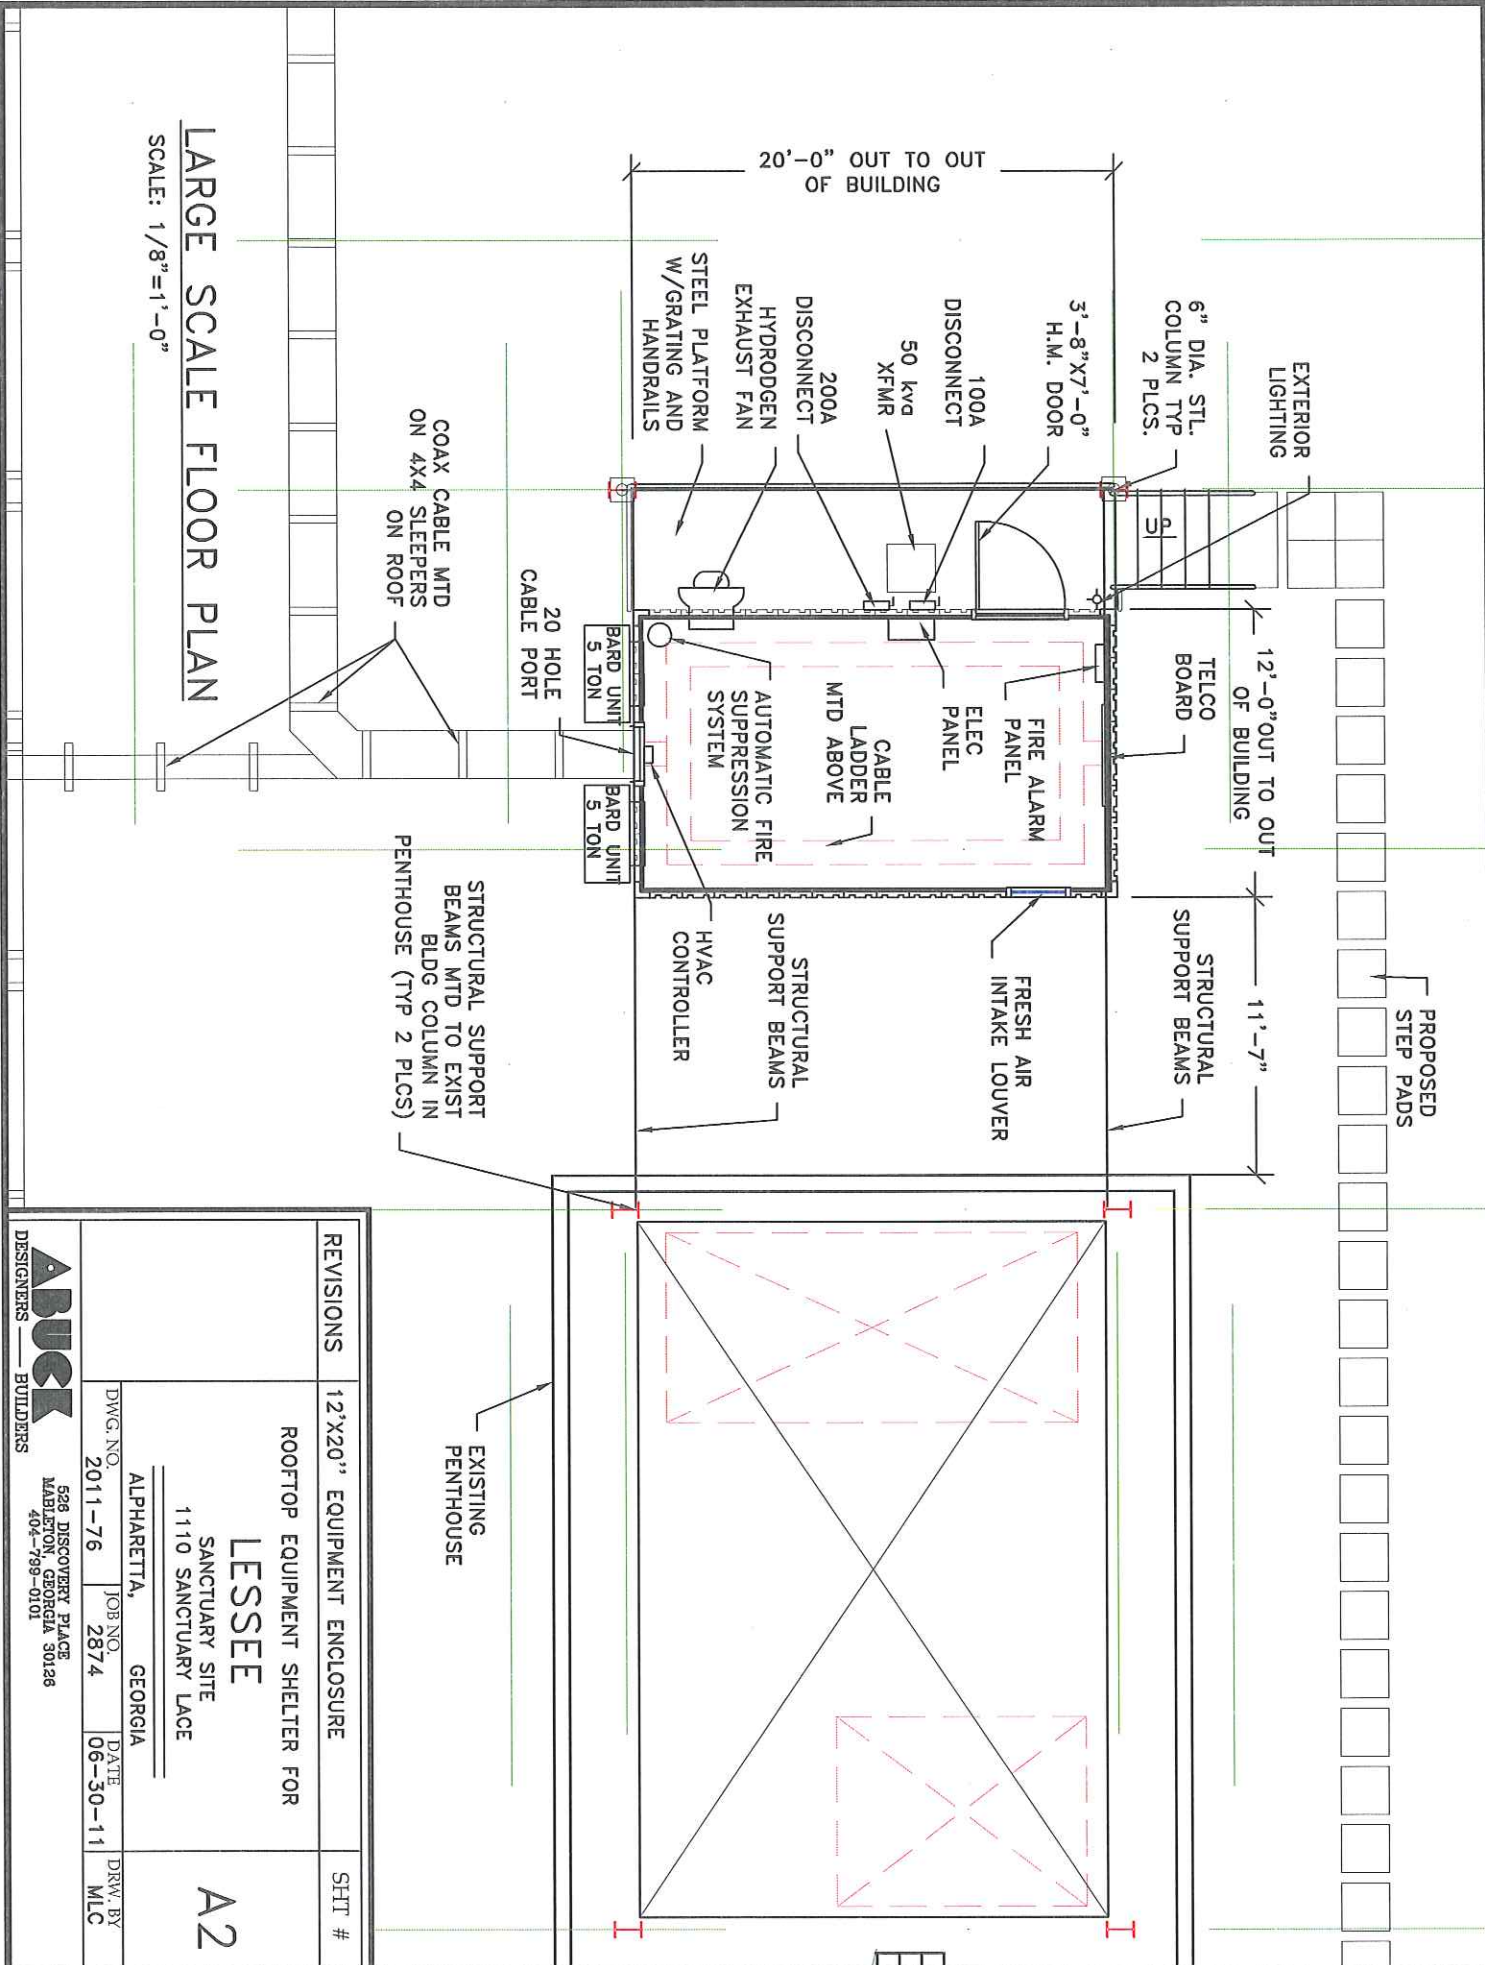 20'-0" OUT TO OUT
OF BUILDING
EXTERIOR
LIGHTING
6" DIA. STL.
COLUMN TYP
2 PLCS.
3'-8"X7'-0"
H.M. DOOR
100A
DISCONNECT
50 kva
XFMR
200A
DISCONNECT
HYDRODGEN
EXHAUST FAN
STEEL PLATFORM
W/GRATING AND
HANDRAILS
UP
PROPOSED
STEP PADS
12'-0"OUT TO OUT
OF BUILDING
11'-7"
TELCO
BOARD
STRUCTURAL
SUPPORT BEAMS
FIRE ALARM
PANEL
ELEC
PANEL
CABLE
LADDER
MTD ABOVE
AUTOMATIC FIRE
SUPPRESSION
SYSTEM
FRESH AIR
INTAKE LOUVER
STRUCTURAL
SUPPORT BEAMS
HVAC
CONTROLLER
BARD UNIT
5 TON
BARD UNIT
5 TON
20 HOLE
CABLE PORT
COAX CABLE MTD
ON 4X4 SLEEPERS
ON ROOF
STRUCTURAL SUPPORT
BEAMS MTD TO EXIST
BLDG COLUMN IN
PENTHOUSE (TYP 2 PLCS)
EXISTING
PENTHOUSE
LARGE SCALE FLOOR PLAN
SCALE: 1/8"=1'-0"
REVISIONS
12'X20'' EQUIPMENT ENCLOSURE
SHT #
ROOFTOP EQUIPMENT SHELTER FOR
LESSEE
SANCTUARY SITE
1110 SANCTUARY LACE
ALPHARETTA, GEORGIA
A2
DWG. NO. 2011-76
JOB NO. 2874
DATE 06-30-11
DRW. BY MLC
ABUCK
DESIGNERS — BUILDERS
526 DISCOVERY PLACE
MABLETON, GEORGIA 30126
404-799-0101